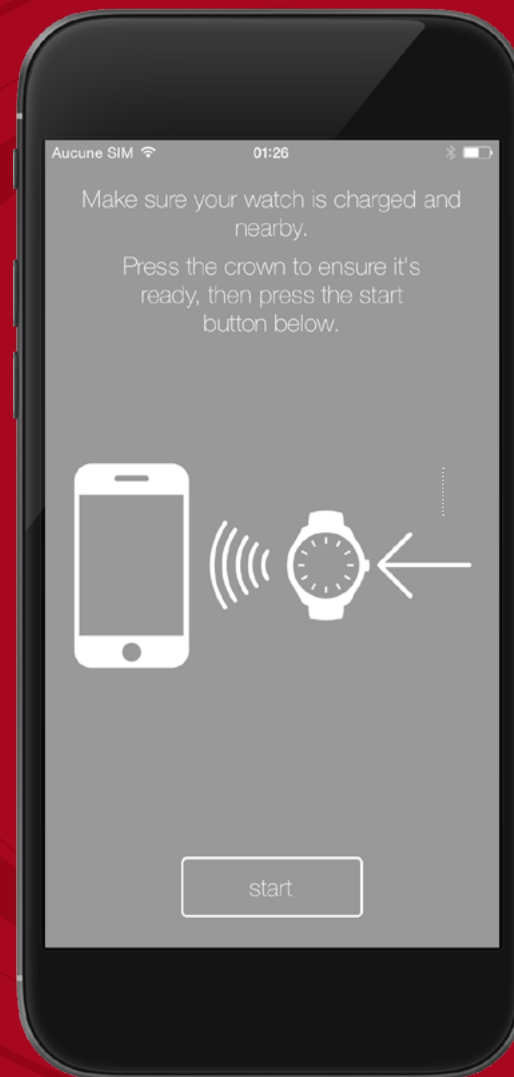 Aucune SIM 01:26
Make sure your watch is charged and
nearby.
Press the crown to ensure it's
ready, then press the start
button below.
start